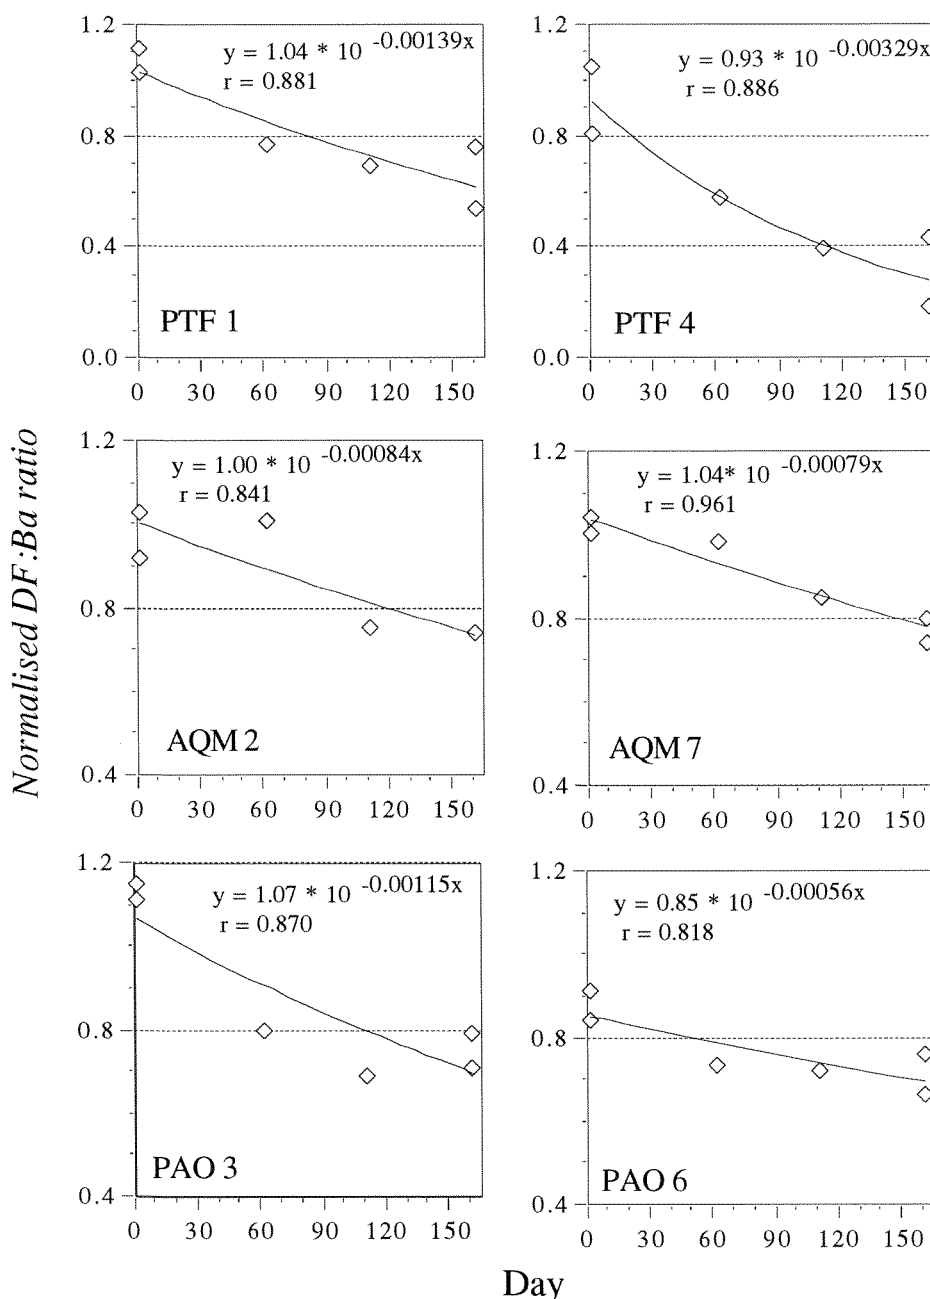 1.2
y = 1.04 * 10 -0.00139x
r = 0.881
0.8
0.4
PTF 1
0.0
0 30 60 90 120 150
1.2
y = 0.93 * 10 -0.00329x
r = 0.886
0.8
0.4
PTF 4
0.0
0 30 60 90 120 150
Normalised DF:Ba ratio
1.2
y = 1.00 * 10 -0.00084x
r = 0.841
0.8
AQM 2
0.4
0 30 60 90 120 150
1.2
y = 1.04* 10 -0.00079x
r = 0.961
0.8
AQM 7
0.4
0 30 60 90 120 150
1.2
y = 1.07 * 10 -0.00115x
r = 0.870
0.8
PAO 3
0.4
0 30 60 90 120 150
1.2
y = 0.85 * 10 -0.00056x
r = 0.818
0.8
PAO 6
0.4
0 30 60 90 120 150
Day